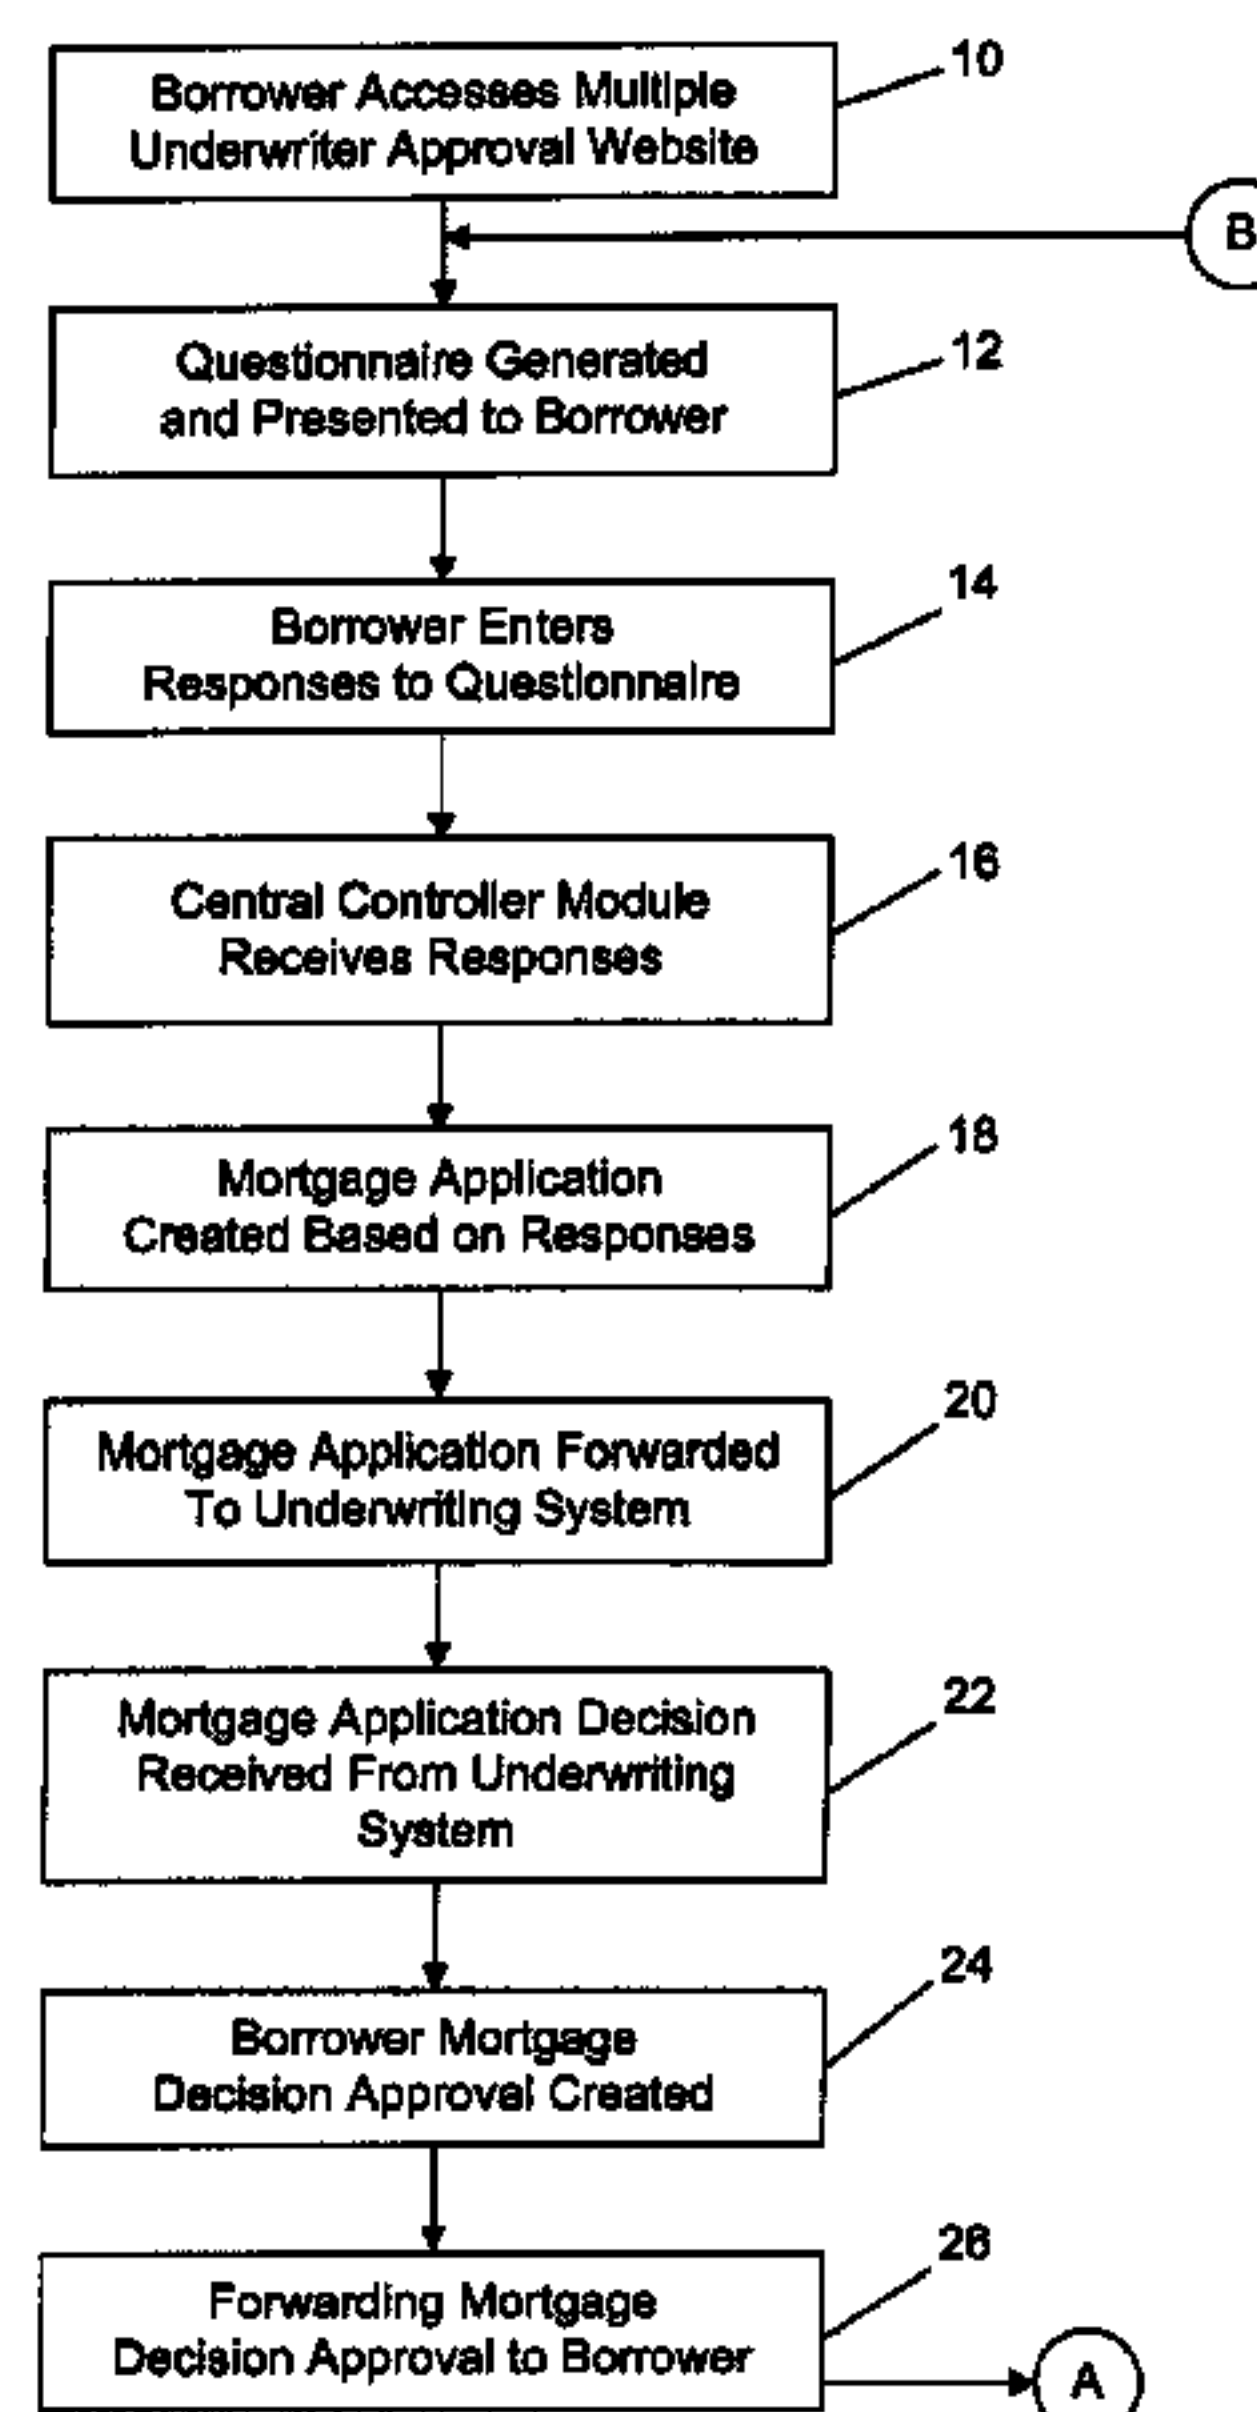 Borrower Accesses Multiple
Underwriter Approval Website
10
B
Questionnaire Generated
and Presented to Borrower
12
Borrower Enters
Responses to Questionnaire
14
Central Controller Module
Receives Responses
16
Mortgage Application
Created Based on Responses
18
Mortgage Application Forwarded
To Underwriting System
20
Mortgage Application Decision
Received From Underwriting
System
22
Borrower Mortgage
Decision Approval Created
24
Forwarding Mortgage
Decision Approval to Borrower
26
A